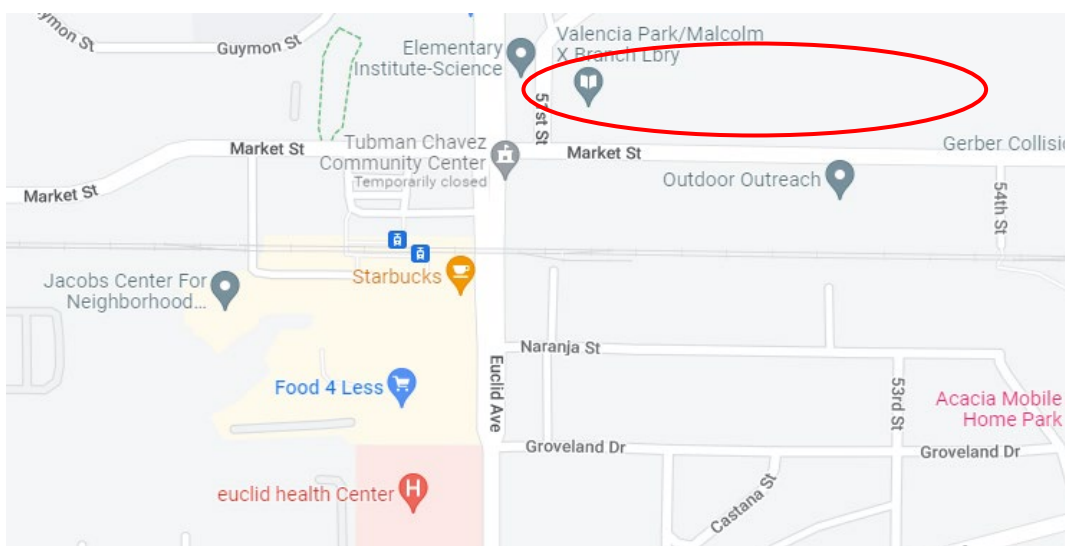 ymon St
Guymon St
Elementary
Institute-Science
Valencia Park/Malcolm
X Branch Lbry
51st St
Market St
Tubman Chavez
Community Center
Temporarily closed
Market St
Gerber Collisi
Market St
Outdoor Outreach
54th St
Jacobs Center For
Neighborhood...
Starbucks
Naranja St
Euclid Ave
Food 4 Less
53rd St
Acacia Mobile
Home Park
Groveland Dr
Groveland Dr
euclid health Center
H
Castana St